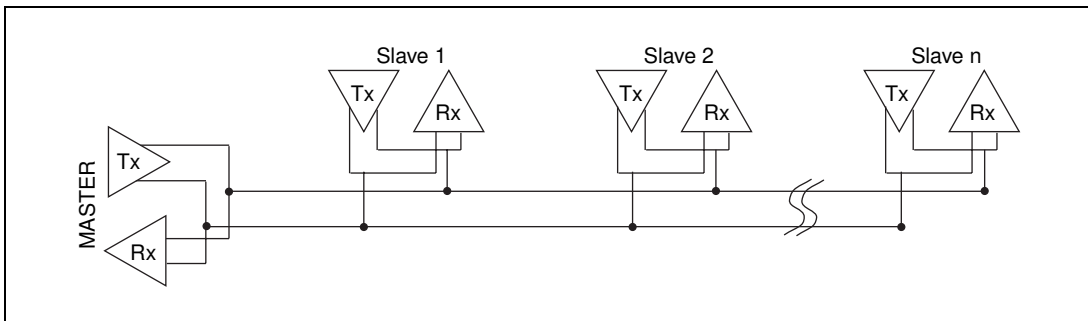 Slave 1
Slave 2
Slave n
Tx
Rx
Tx
Rx
Tx
Rx
MASTER
Tx
Rx